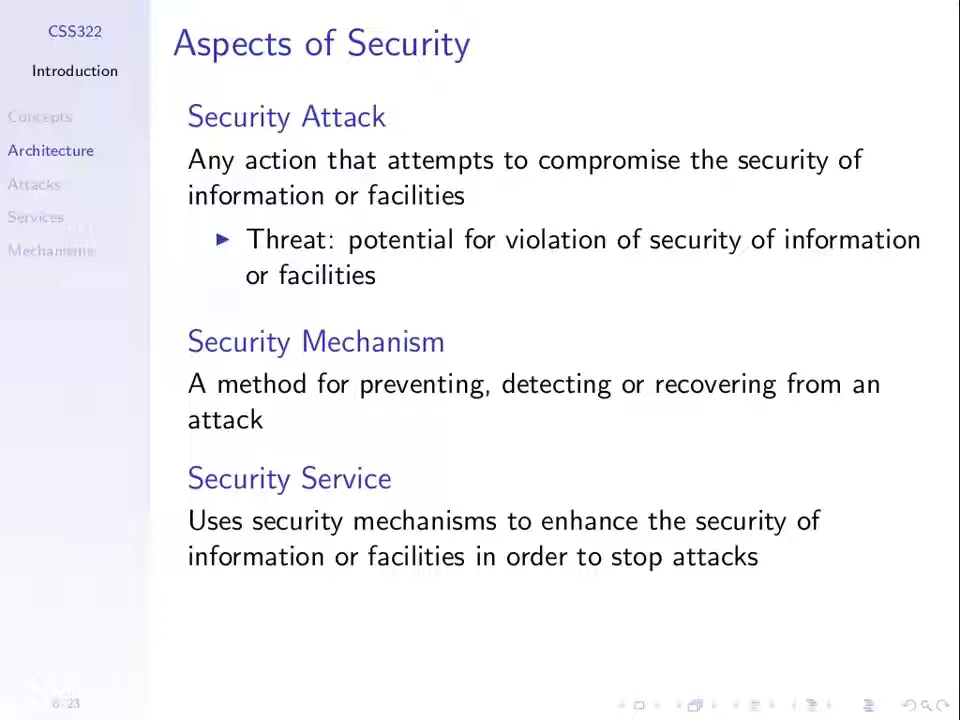 CSS322
Introduction
Concepts
Architecture
Attacks
Services
Mechanisms
Aspects of Security
Security Attack
Any action that attempts to compromise the security of
information or facilities
Threat: potential for violation of security of information
or facilities
Security Mechanism
A method for preventing, detecting or recovering from an
attack
Security Service
Uses security mechanisms to enhance the security of
information or facilities in order to stop attacks